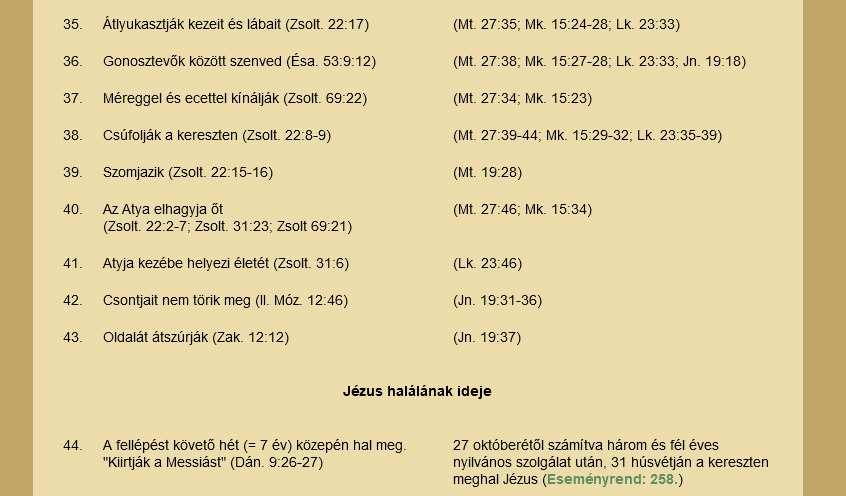 35. Átlyukasztják kezeit és lábait (Zsolt. 22:17) (Mt. 27:35; Mk. 15:24-28; Lk. 23:33)
36. Gonosztevők között szenved (Ésa. 53:9:12) (Mt. 27:38; Mk. 15:27-28; Lk. 23:33; Jn. 19:18)
37. Méreggel és ecettel kínálják (Zsolt. 69:22) (Mt. 27:34; Mk. 15:23)
38. Csúfolják a kereszten (Zsolt. 22:8-9) (Mt. 27:39-44; Mk. 15:29-32; Lk. 23:35-39)
39. Szomjazik (Zsolt. 22:15-16) (Mt. 19:28)
40. Az Atya elhagyja őt (Mt. 27:46; Mk. 15:34)
(Zsolt. 22:2-7; Zsolt. 31:23; Zsolt 69:21)
41. Atyja kezébe helyezi életét (Zsolt. 31:6) (Lk. 23:46)
42. Csontjait nem törik meg (II. Móz. 12:46) (Jn. 19:31-36)
43. Oldalát átszúrják (Zak. 12:12) (Jn. 19:37)
Jézus halálának ideje
44. A fellépést követő hét (= 7 év) közepén hal meg. 27 októberétől számítva három és fél éves
"Kiirtják a Messiást" (Dán. 9:26-27) nyilvános szolgálat után, 31 húsvétján a kereszten
meghal Jézus (Eseményrend: 258.)